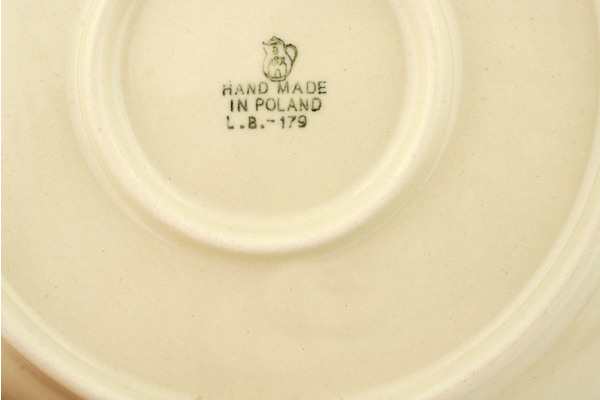 HAND MADE
IN POLAND
L.B.-179